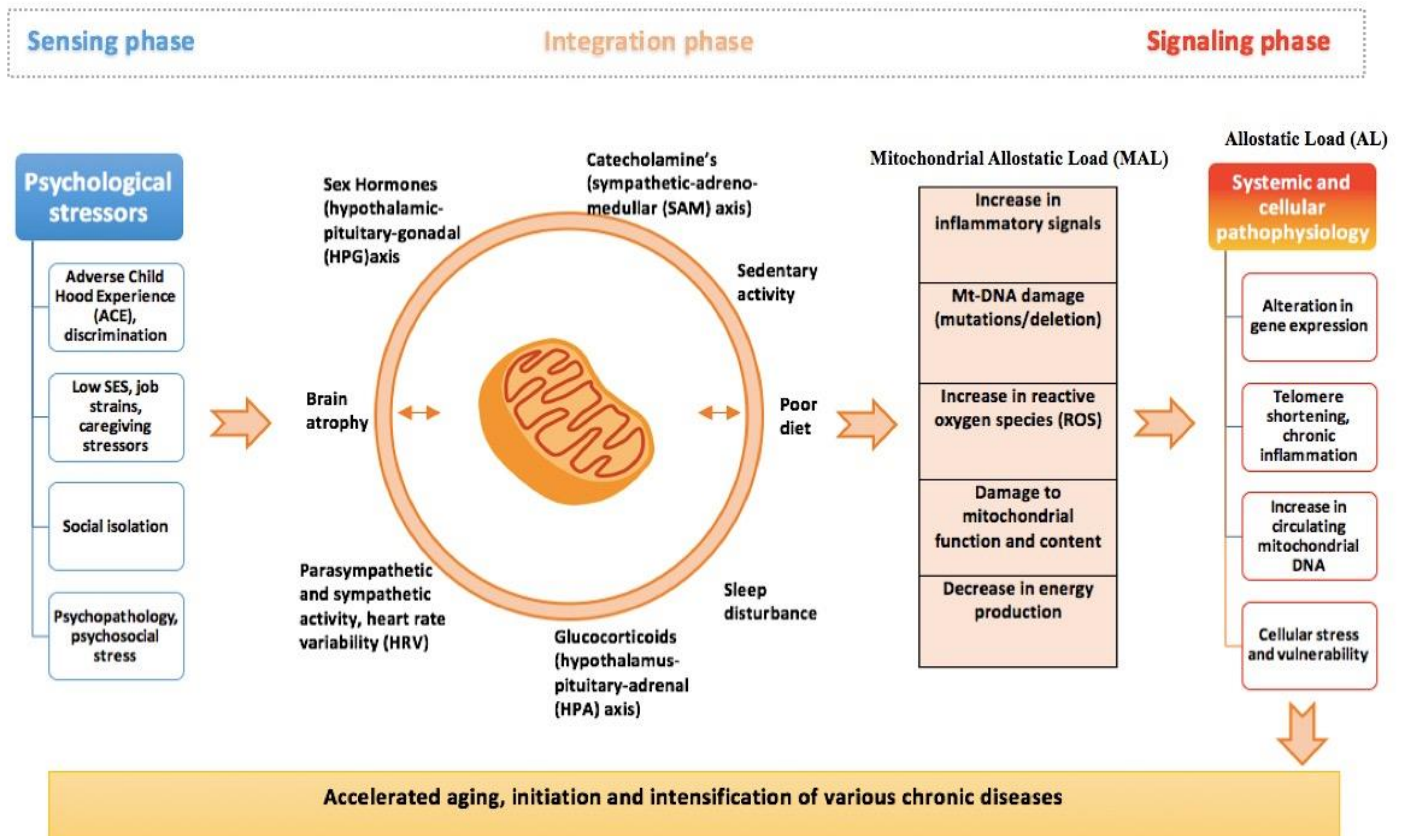 Sensing phase
Integration phase
Signaling phase
Psychological
stressors
Adverse Child
Hood Experience
(ACE),
discrimination
Low SES, job
strains,
caregiving
stressors
Social isolation
Psychopathology,
psychosocial
stress
Sex Hormones
(hypothalamic-
pituitary-gonadal
(HPG)axis
Catecholamine's
(sympathetic-adreno-
medullar (SAM) axis)
Sedentary
activity
Brain
atrophy
Poor
diet
Parasympathetic
and sympathetic
activity, heart rate
variability (HRV)
Sleep
disturbance
Glucocorticoids
(hypothalamus-
pituitary-adrenal
(HPA) axis)
Mitochondrial Allostatic Load (MAL)
Increase in
inflammatory signals
Mt-DNA damage
(mutations/deletion)
Increase in reactive
oxygen species (ROS)
Damage to
mitochondrial
function and content
Decrease in energy
production
Allostatic Load (AL)
Systemic and
cellular
pathophysiology
Alteration in
gene expression
Telomere
shortening,
chronic
inflammation
Increase in
circulating
mitochondrial
DNA
Cellular stress
and vulnerability
Accelerated aging, initiation and intensification of various chronic diseases